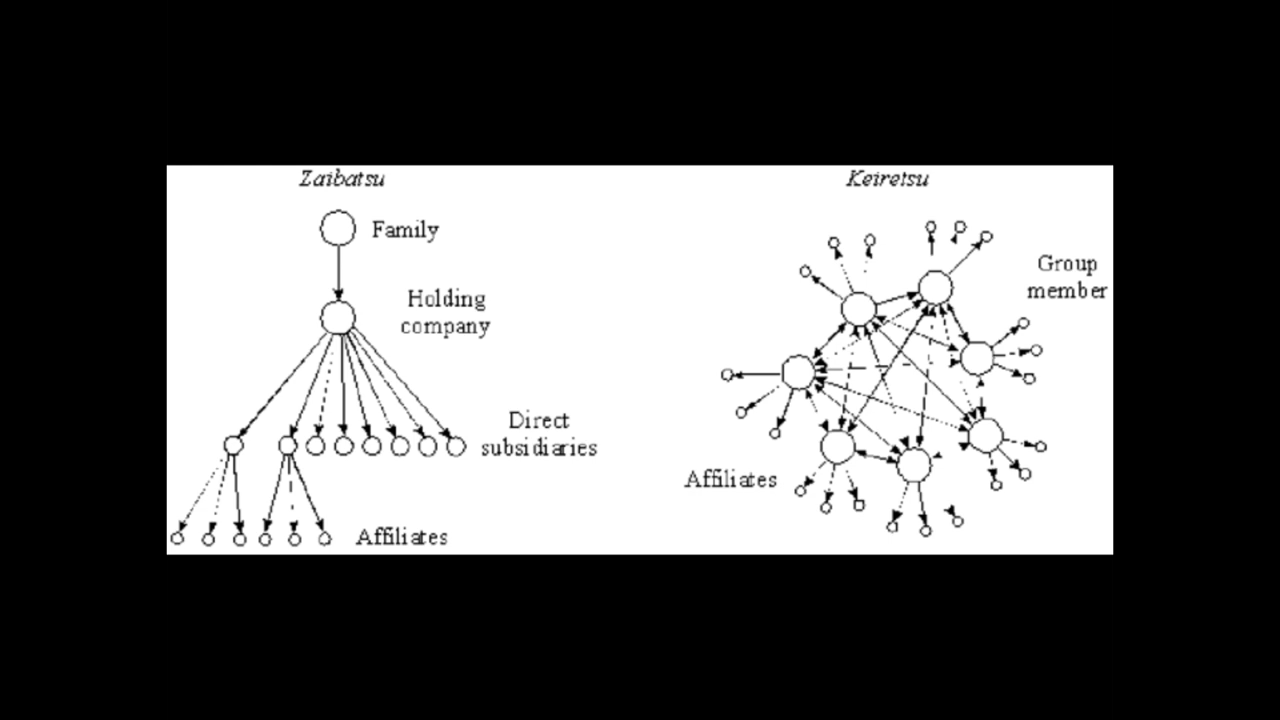 Zaibatsu
Family
Holding
company
Direct
subsidiaries
Affiliates
Keiretsu
Group
member
Affiliates